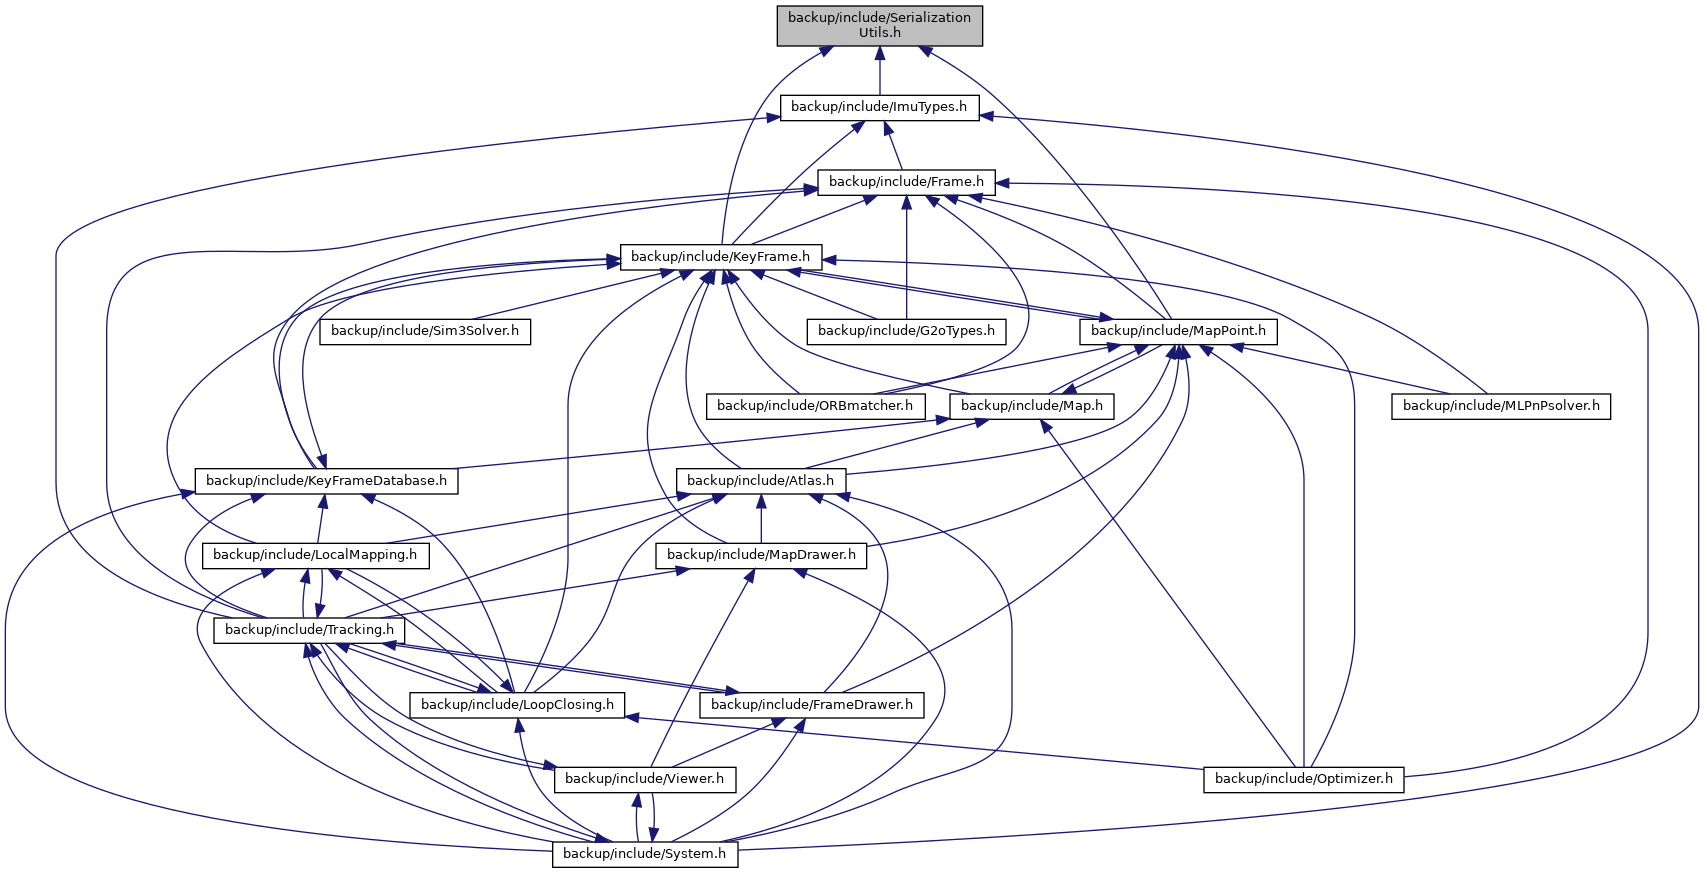 backup/include/Serialization
Utils.h
backup/include/ImuTypes.h
backup/include/Frame.h
backup/include/KeyFrame.h
backup/include/Sim3Solver.h
backup/include/G2oTypes.h
backup/include/MapPoint.h
backup/include/ORBmatcher.h
backup/include/Map.h
backup/include/MLPnPsolver.h
backup/include/KeyFrameDatabase.h
backup/include/Atlas.h
backup/include/LocalMapping.h
backup/include/MapDrawer.h
backup/include/Tracking.h
backup/include/LoopClosing.h
backup/include/FrameDrawer.h
backup/include/Viewer.h
backup/include/Optimizer.h
backup/include/System.h